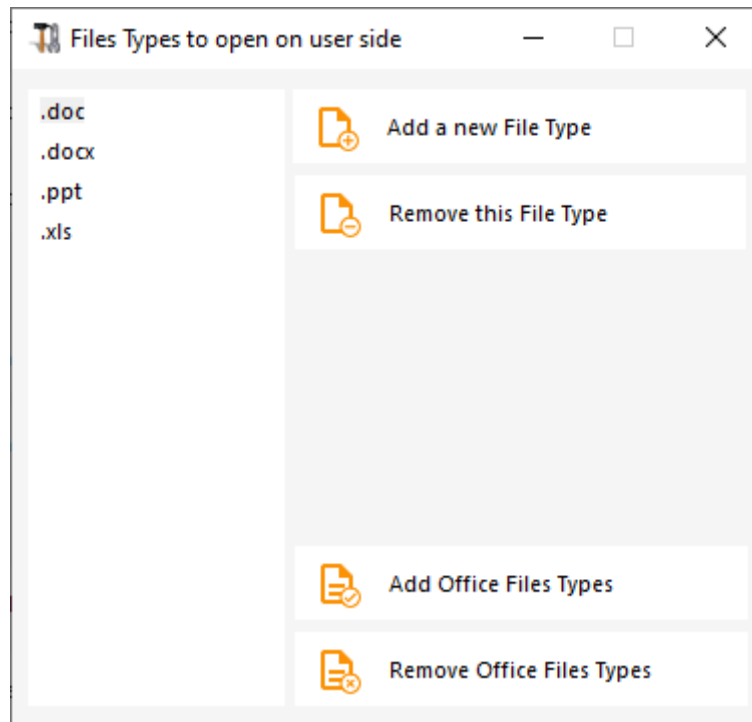 Files Types to open on user side
.doc
.docx
.ppt
.xls
Add a new File Type
Remove this File Type
Add Office Files Types
Remove Office Files Types